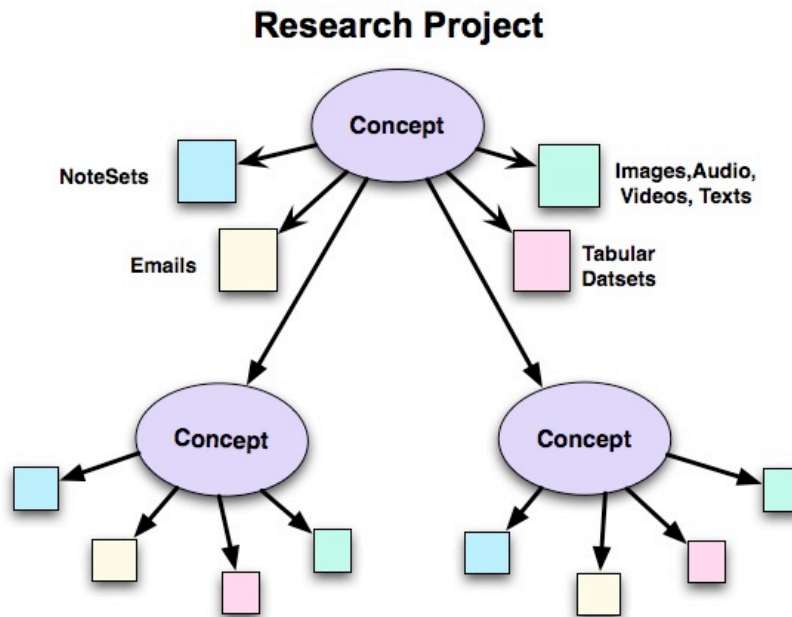 Research Project
Concept
NoteSets
Images,Audio,
Videos, Texts
Emails
Tabular
Datsets
Concept
Concept